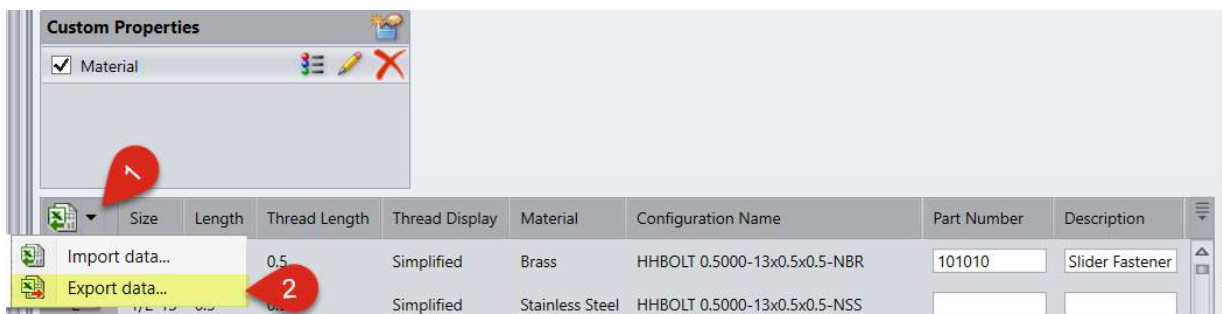 Custom Properties
Material
1
Size Length Thread Length Thread Display Material Configuration Name Part Number Description
Import data...
0.5 Simplified Brass HHBOLT 0.5000-13x0.5x0.5-NBR 101010 Slider Fastener
Export data...
2
Simplified Stainless Steel HHBOLT 0.5000-13x0.5x0.5-NSS